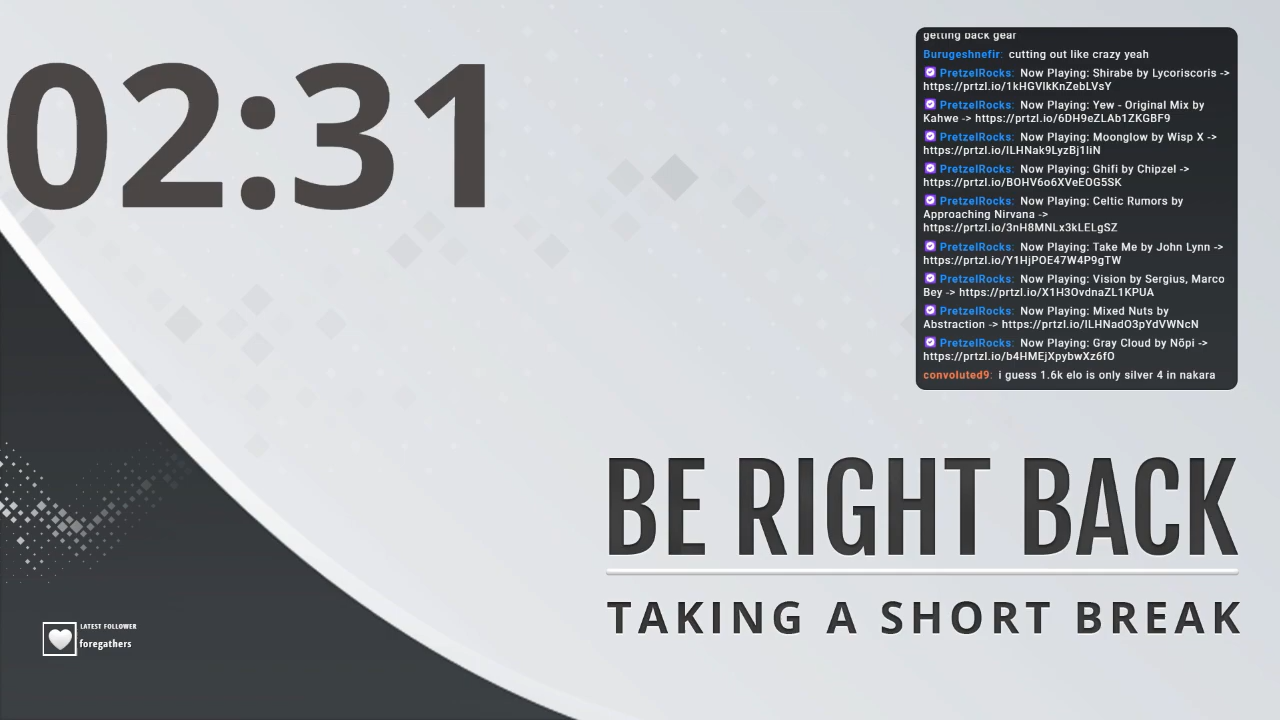 02:31
getting back gear
Burugeshnefir: cutting out like crazy yeah
PretzelRocks: Now Playing: Shirabe by Lycoriscoris ->
https://prtzl.io/1kHGVlkKnZebLVsY
PretzelRocks: Now Playing: Yew - Original Mix by
Kahwe -> https://prtzl.io/6DH9eZLAb1ZKGBF9
PretzelRocks: Now Playing: Moonglow by Wisp X ->
https://prtzl.io/lLHNak9LyzBj1liN
PretzelRocks: Now Playing: Ghifi by Chipzel ->
https://prtzl.io/BOHV6o6XVeEOG5SK
PretzelRocks: Now Playing: Celtic Rumors by
Approaching Nirvana ->
https://prtzl.io/3nH8MNLx3kLELgSZ
PretzelRocks: Now Playing: Take Me by John Lynn ->
https://prtzl.io/Y1HjPOE47W4P9gTW
PretzelRocks: Now Playing: Vision by Sergius, Marco
Bey -> https://prtzl.io/X1H3OvdnaZL1KPUA
PretzelRocks: Now Playing: Mixed Nuts by
Abstraction -> https://prtzl.io/lLHNadO3pYdVWNcN
PretzelRocks: Now Playing: Gray Cloud by Nōpi ->
https://prtzl.io/b4HMEjXpybwXz6fO
convoluted9: i guess 1.6k elo is only silver 4 in nakara
BE RIGHT BACK
TAKING A SHORT BREAK
LATEST FOLLOWER
foregathers